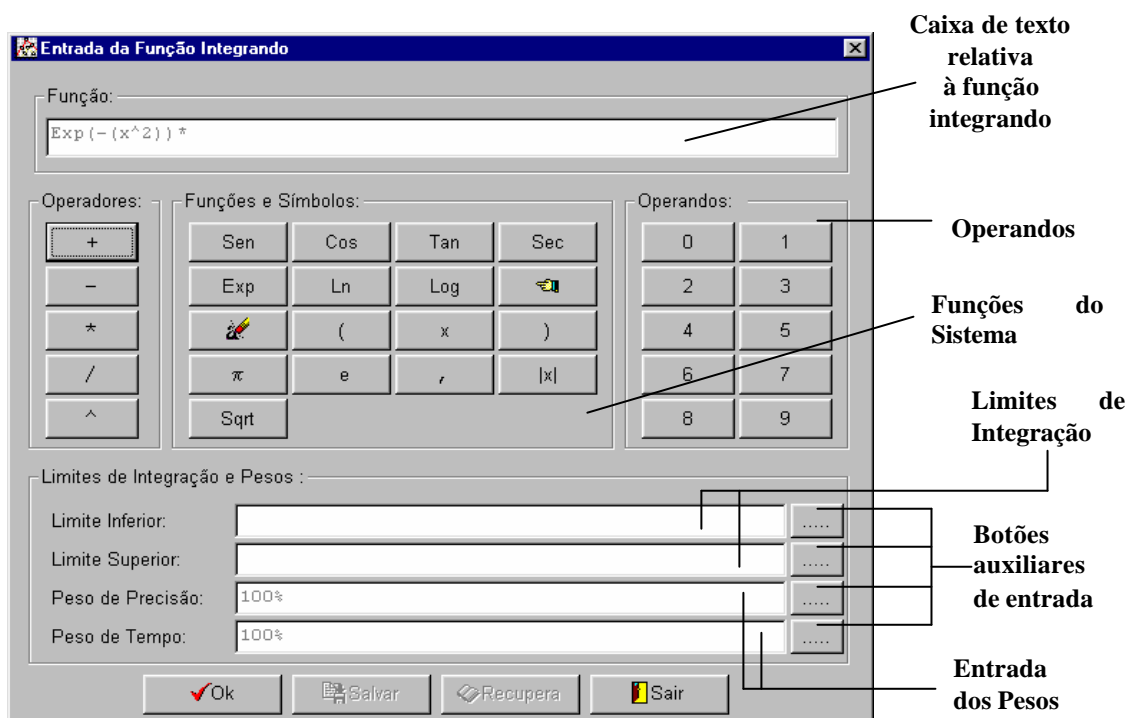 Caixa de texto
relativa
à função
integrando
Entrada da Função Integrando
Função:
Exp(-(x^2))*
Operadores:
Funções e Símbolos:
Operandos:
+
Sen Cos Tan Sec
0 1
Operandos
-
Exp Ln Log
2 3
Funções do
Sistema
*
( x )
4 5
/
π e , |x|
6 7
^
Sqrt
8 9
Limites de
Integração
Limites de Integração e Pesos :
Limite Inferior:
.....
Limite Superior:
.....
Peso de Precisão:
100%
.....
Peso de Tempo:
100%
.....
Botões
auxiliares
de entrada
Ok Salvar Recupera Sair
Entrada
dos Pesos